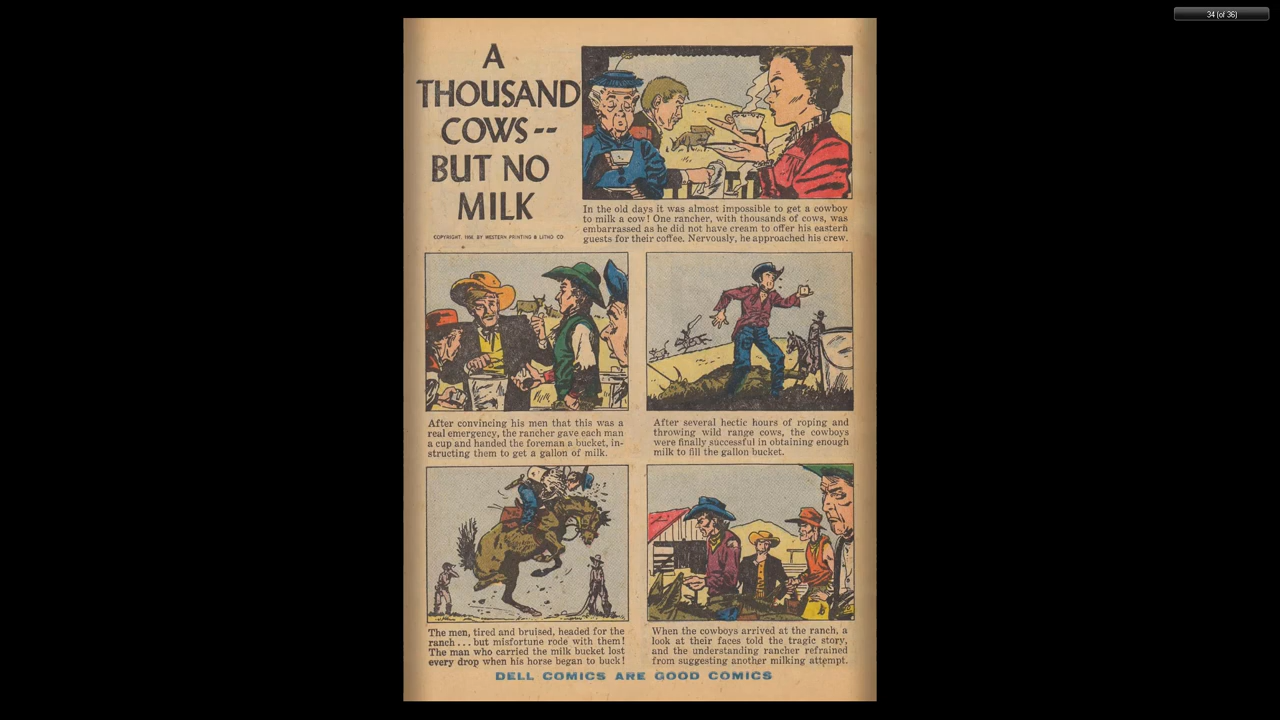 34 (of 36)
A
THOUSAND
COWS --
BUT NO
MILK
COPYRIGHT, 1956 BY WESTERN PRINTING & LITHO. CO
In the old days it was almost impossible to get a cowboy
to milk a cow! One rancher, with thousands of cows, was
embarrassed as he did not have cream to offer his eastern
guests for their coffee. Nervously, he approached his crew.
After convincing his men that this was a
real emergency, the rancher gave each man
a cup and handed the foreman a bucket, in-
structing them to get a gallon of milk.
After several hectic hours of roping and
throwing wild range cows, the cowboys
were finally successful in obtaining enough
milk to fill the gallon bucket.
The men, tired and bruised, headed for the
ranch . . . but misfortune rode with them!
The man who carried the milk bucket lost
every drop when his horse began to buck!
When the cowboys arrived at the ranch, a
look at their faces told the tragic story,
and the understanding rancher refrained
from suggesting another milking attempt.
DELL COMICS ARE GOOD COMICS